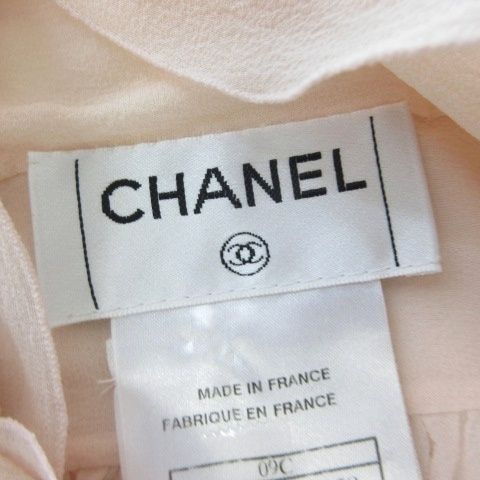 CHANEL
MADE IN FRANCE
FABRIQUE EN FRANCE
09C